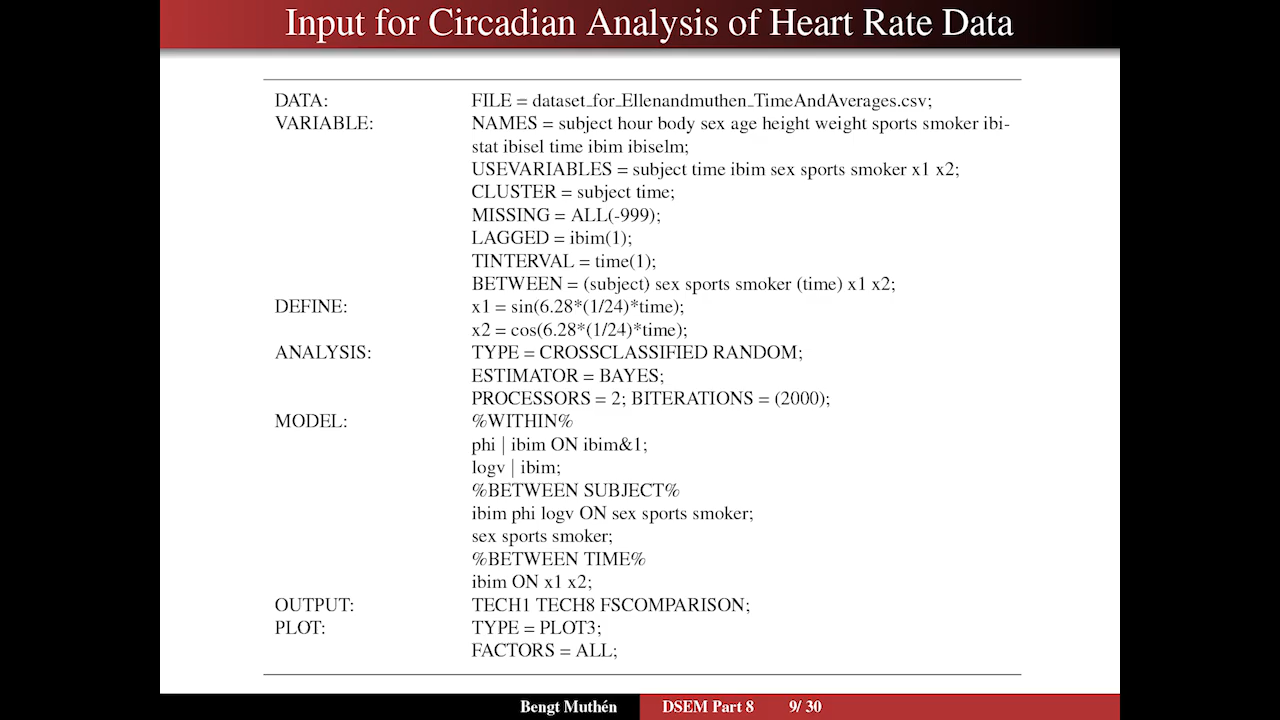 Input for Circadian Analysis of Heart Rate Data
DATA: FILE = dataset_for_Ellenandmuthen_TimeAndAverages.csv;
VARIABLE: NAMES = subject hour body sex age height weight sports smoker ibi-
stat ibisel time ibim ibiselm;
USEVARIABLES = subject time ibim sex sports smoker x1 x2;
CLUSTER = subject time;
MISSING = ALL(-999);
LAGGED = ibim(1);
TINTERVAL = time(1);
BETWEEN = (subject) sex sports smoker (time) x1 x2;
DEFINE: x1 = sin(6.28*(1/24)*time);
x2 = cos(6.28*(1/24)*time);
ANALYSIS: TYPE = CROSSCLASSIFIED RANDOM;
ESTIMATOR = BAYES;
PROCESSORS = 2; BITERATIONS = (2000);
MODEL: %WITHIN%
phi | ibim ON ibim&1;
logv | ibim;
%BETWEEN SUBJECT%
ibim phi logv ON sex sports smoker;
sex sports smoker;
%BETWEEN TIME%
ibim ON x1 x2;
OUTPUT: TECH1 TECH8 FSCOMPARISON;
PLOT: TYPE = PLOT3;
FACTORS = ALL;
Bengt Muthén DSEM Part 8 9/ 30